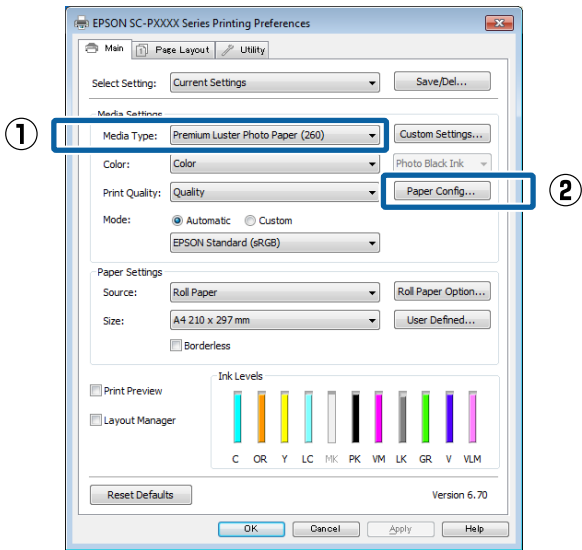 EPSON SC-PXXXX Series Printing Preferences
Main Page Layout Utility
Select Setting: Current Settings Save/Del...
Media Settings
① Media Type: Premium Luster Photo Paper (260) Custom Settings...
Color: Color Photo Black Ink
Print Quality: Quality Paper Config... ②
Mode: Automatic Custom
EPSON Standard (sRGB)
Paper Settings
Source: Roll Paper Roll Paper Option...
Size: A4 210 x 297 mm User Defined...
Borderless
Ink Levels
Print Preview
Layout Manager
C OR Y LC MK PK VM LK GR V VLM
Reset Defaults Version 6.70
OK Cancel Apply Help